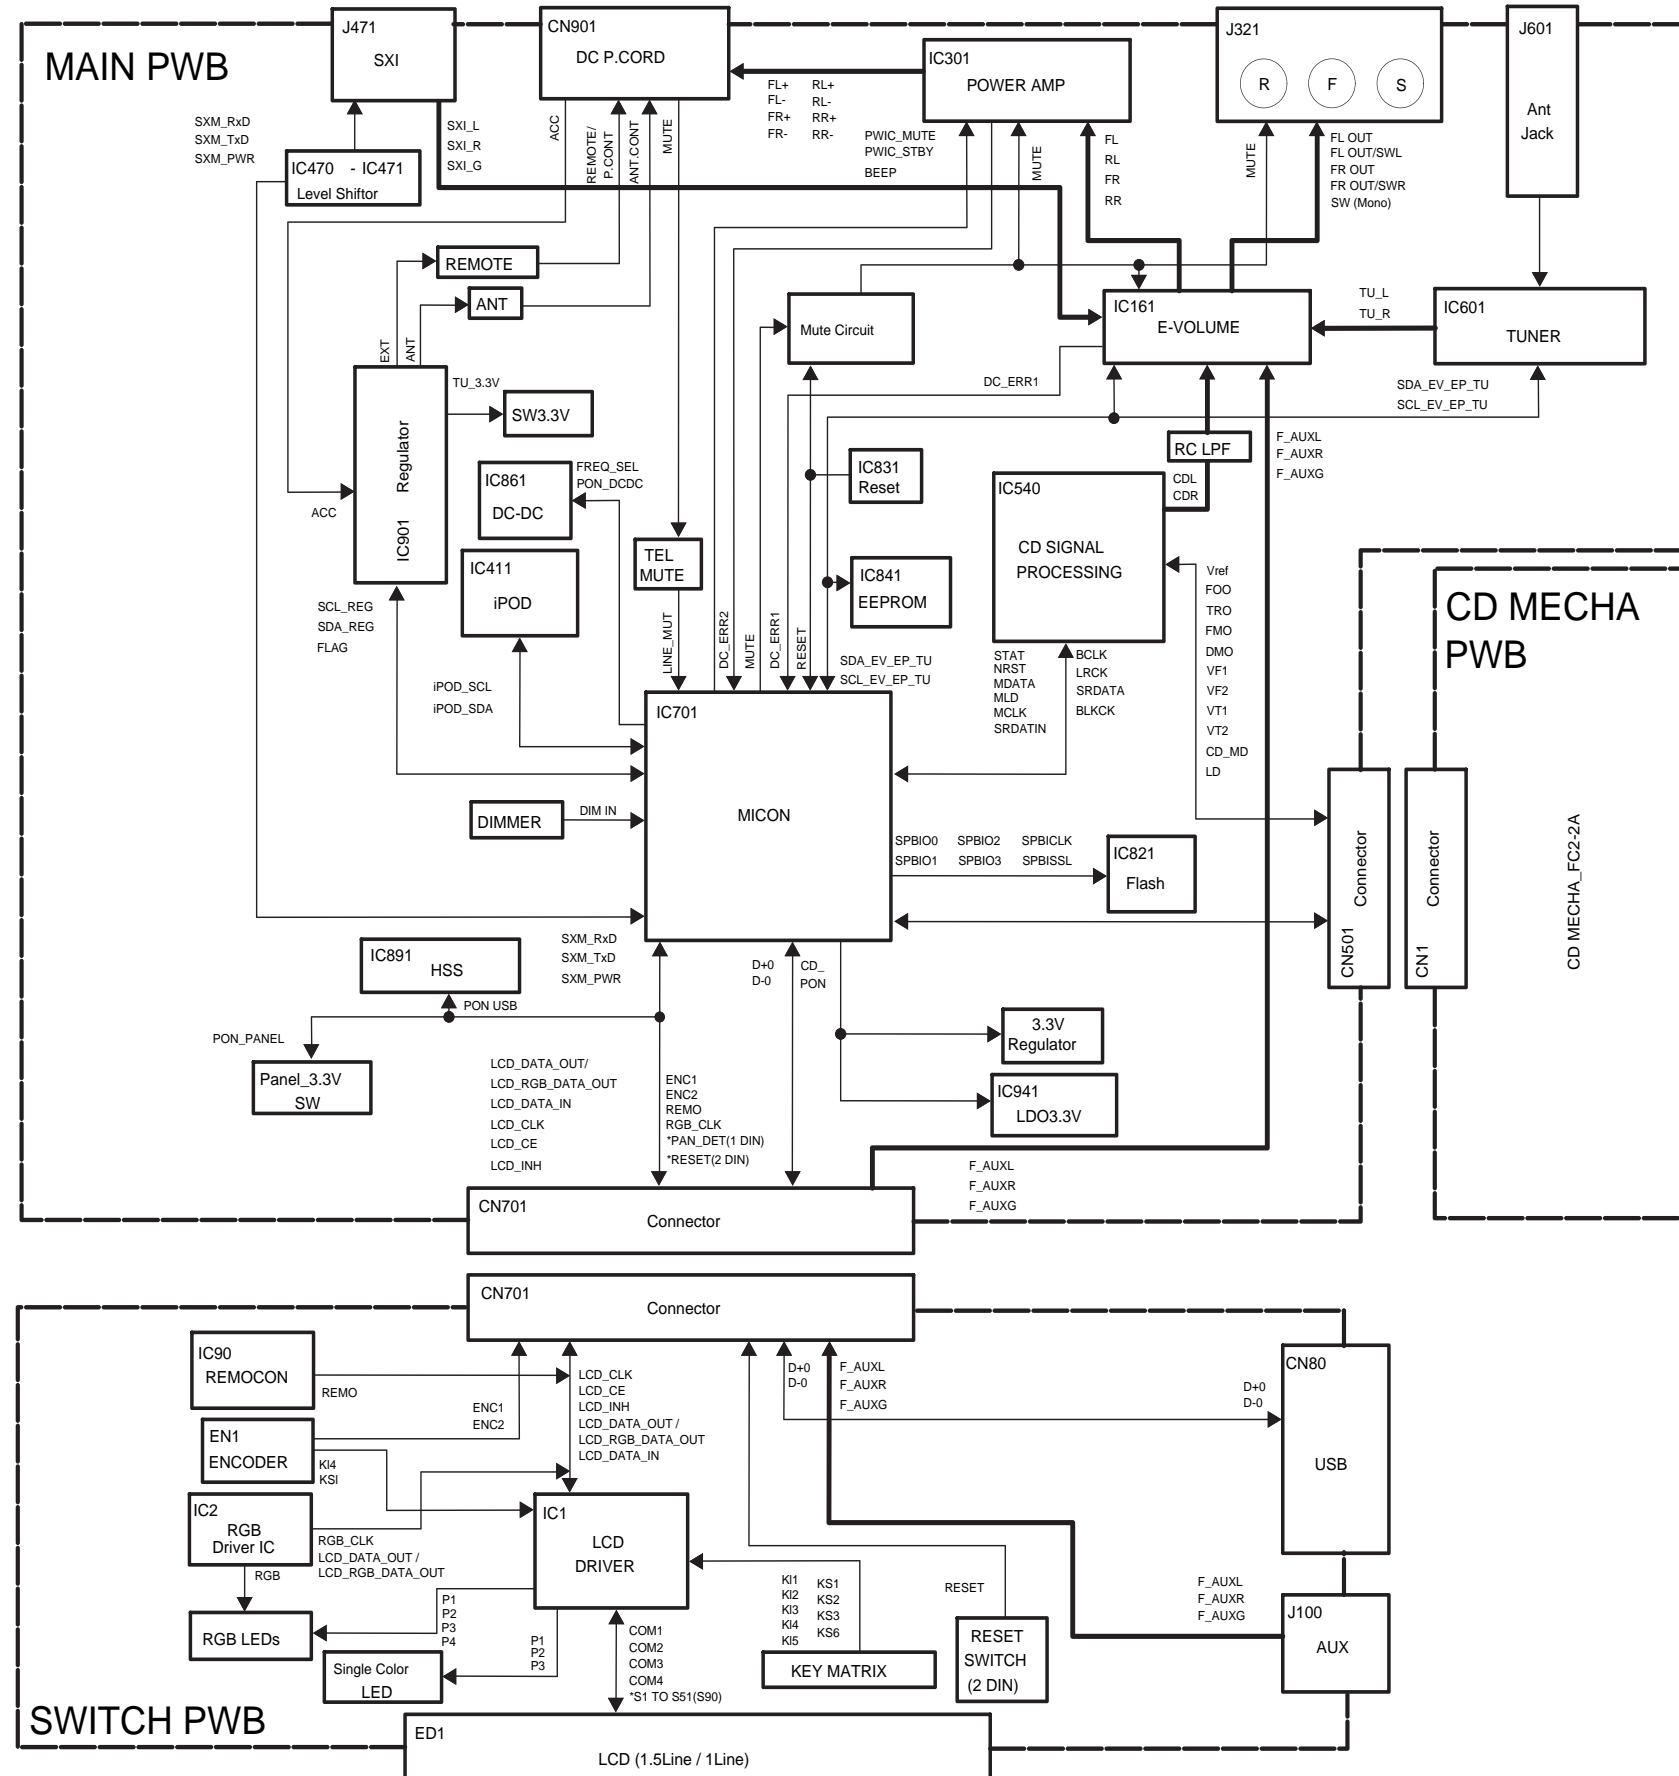 MAIN PWB
J471
SXI
CN901
DC P.CORD
IC301
POWER AMP
J321
R
F
S
J601
Ant
Jack
FL+ RL+
FL- RL-
FR+ RR+
FR- RR-
SXM_RxD
SXM_TxD
SXM_PWR
SXI_L
SXI_R
SXI_G
IC470 - IC471
Level Shiftor
ACC
REMOTE/
P.CONT
ANT.CONT
MUTE
PWIC_MUTE
PWIC_STBY
BEEP
MUTE
FL
RL
FR
RR
MUTE
FL OUT
FL OUT/SWL
FR OUT
FR OUT/SWR
SW (Mono)
REMOTE
ANT
EXT
ANT
Mute Circuit
IC161
E-VOLUME
TU_L
TU_R
IC601
TUNER
IC901 Regulator
TU_3.3V
SW3.3V
DC_ERR1
SDA_EV_EP_TU
SCL_EV_EP_TU
RC LPF
F_AUXL
F_AUXR
F_AUXG
IC861
DC-DC
FREQ_SEL
PON_DCDC
IC831
Reset
IC540
CD SIGNAL
PROCESSING
CDL
CDR
ACC
IC411
iPOD
TEL
MUTE
IC841
EEPROM
SCL_REG
SDA_REG
FLAG
iPOD_SCL
iPOD_SDA
LINE_MUT
DC_ERR2
MUTE
DC_ERR1
RESET
SDA_EV_EP_TU
SCL_EV_EP_TU
STAT
NRST
MDATA
MLD
MCLK
SRDATIN
BCLK
LRCK
SRDATA
BLKCK
Vref
FOO
TRO
FMO
DMO
VF1
VF2
VT1
VT2
CD_MD
LD
CD MECHA
PWB
IC701
MICON
DIMMER
DIM IN
SPBIO0 SPBIO2 SPBICLK
SPBIO1 SPBIO3 SPBISSL
IC821
Flash
CN501
Connector
CN1
Connector
CD MECHA_FC2-2A
IC891
HSS
SXM_RxD
SXM_TxD
SXM_PWR
D+0
D-0
CD_
PON
PON USB
PON_PANEL
Panel_3.3V
SW
3.3V
Regulator
IC941
LDO3.3V
LCD_DATA_OUT/
LCD_RGB_DATA_OUT
LCD_DATA_IN
LCD_CLK
LCD_CE
LCD_INH
ENC1
ENC2
REMO
RGB_CLK
*PAN_DET(1 DIN)
*RESET(2 DIN)
F_AUXL
F_AUXR
F_AUXG
CN701
Connector
CN701
Connector
IC90
REMOCON
REMO
EN1
ENCODER
ENC1
ENC2
KI4
KSI
LCD_CLK
LCD_CE
LCD_INH
LCD_DATA_OUT /
LCD_RGB_DATA_OUT
LCD_DATA_IN
D+0
D-0
F_AUXL
F_AUXR
F_AUXG
D+0
D-0
CN80
USB
IC2
RGB
Driver IC
RGB_CLK
LCD_DATA_OUT /
LCD_RGB_DATA_OUT
RGB
IC1
LCD
DRIVER
RGB LEDs
P1
P2
P3
P4
Single Color
LED
P1
P2
P3
COM1
COM2
COM3
COM4
*S1 TO S51(S90)
KI1
KI2
KI3
KI4
KI5
KS1
KS2
KS3
KS6
KEY MATRIX
RESET
RESET
SWITCH
(2 DIN)
F_AUXL
F_AUXR
F_AUXG
J100
AUX
SWITCH PWB
ED1
LCD (1.5Line / 1Line)